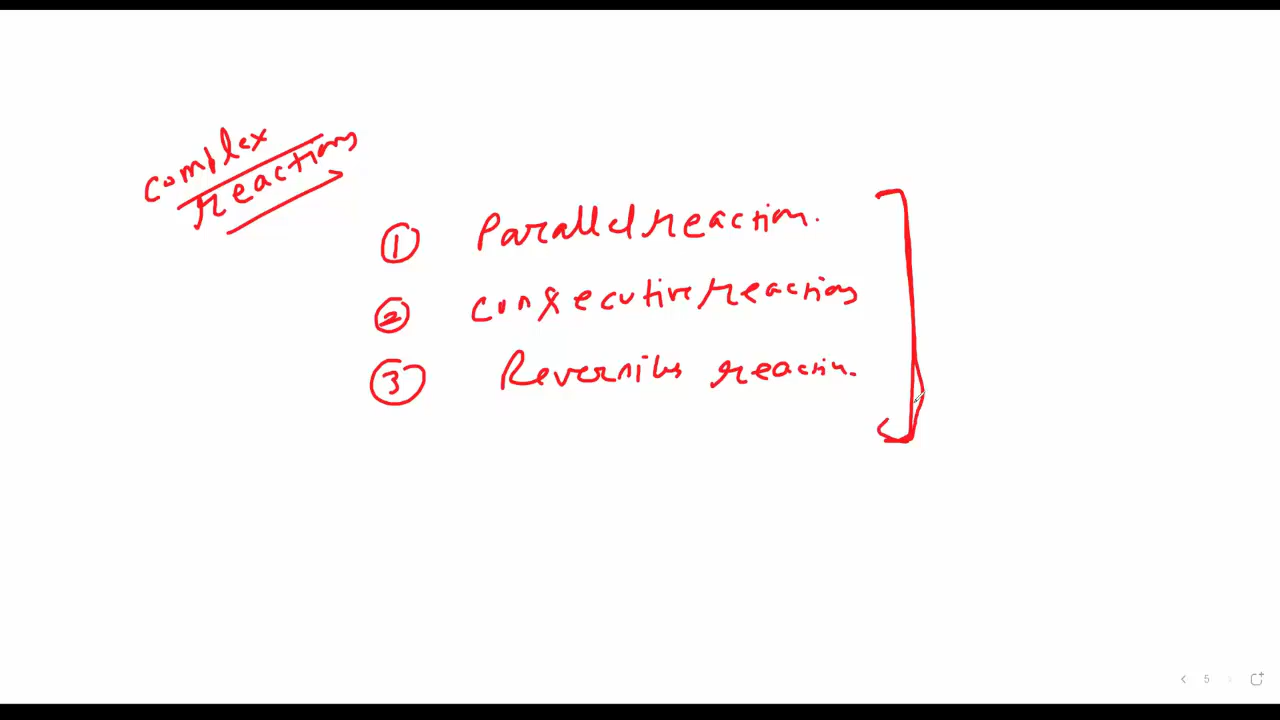 complex
reactions
① Parallel reaction.
② consecutive reactions
③ Reversible reaction.
5